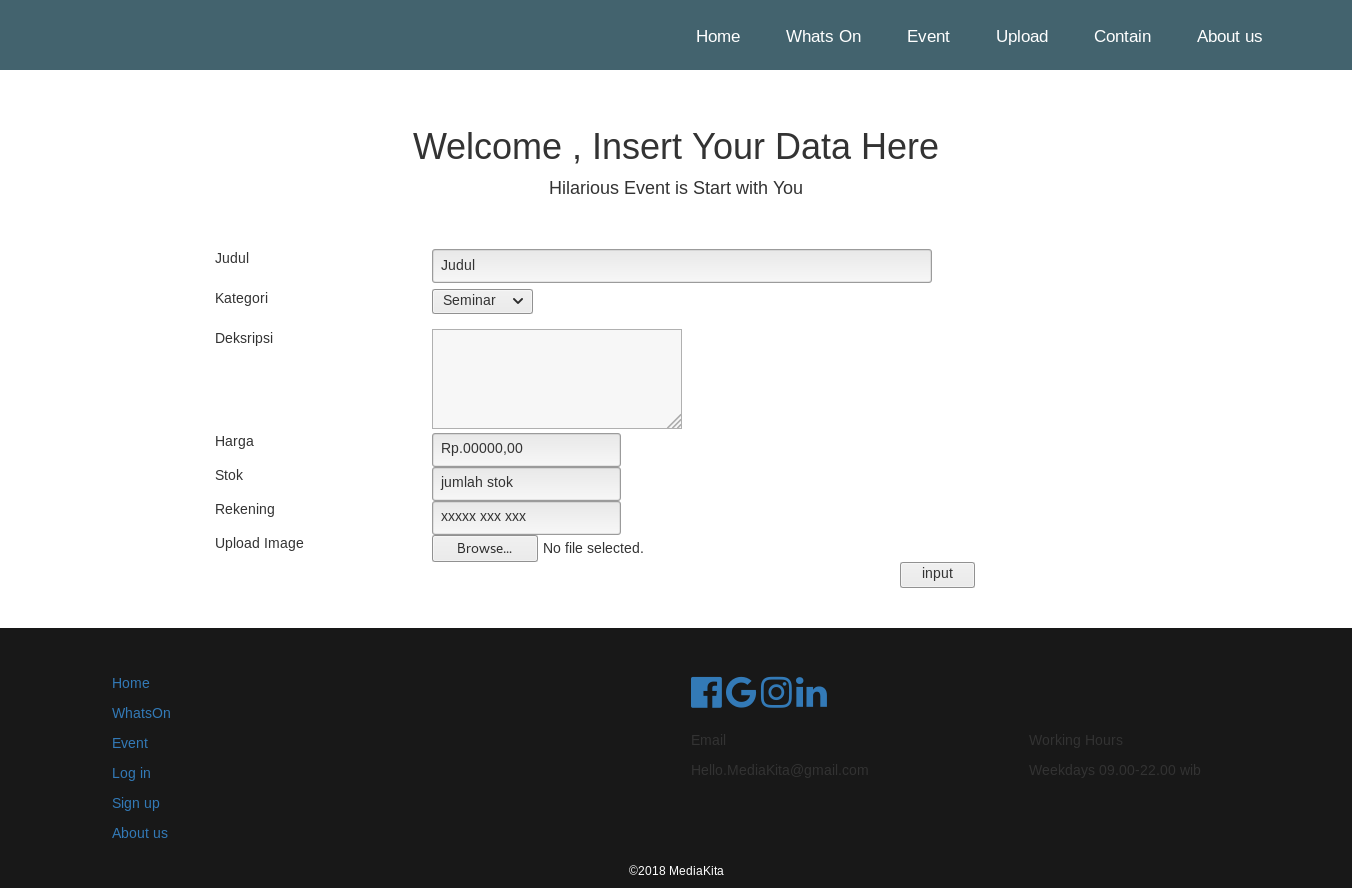 Home Whats On Event Upload Contain About us
Welcome , Insert Your Data Here
Hilarious Event is Start with You
Judul Judul
Kategori Seminar
Deksripsi
Harga Rp.00000,00
Stok jumlah stok
Rekening xxxxx xxx xxx
Upload Image Browse... No file selected.
input
Home
WhatsOn
Event
Log in
Sign up
About us
Email Working Hours
Hello.MediaKita@gmail.com Weekdays 09.00-22.00 wib
©2018 MediaKita